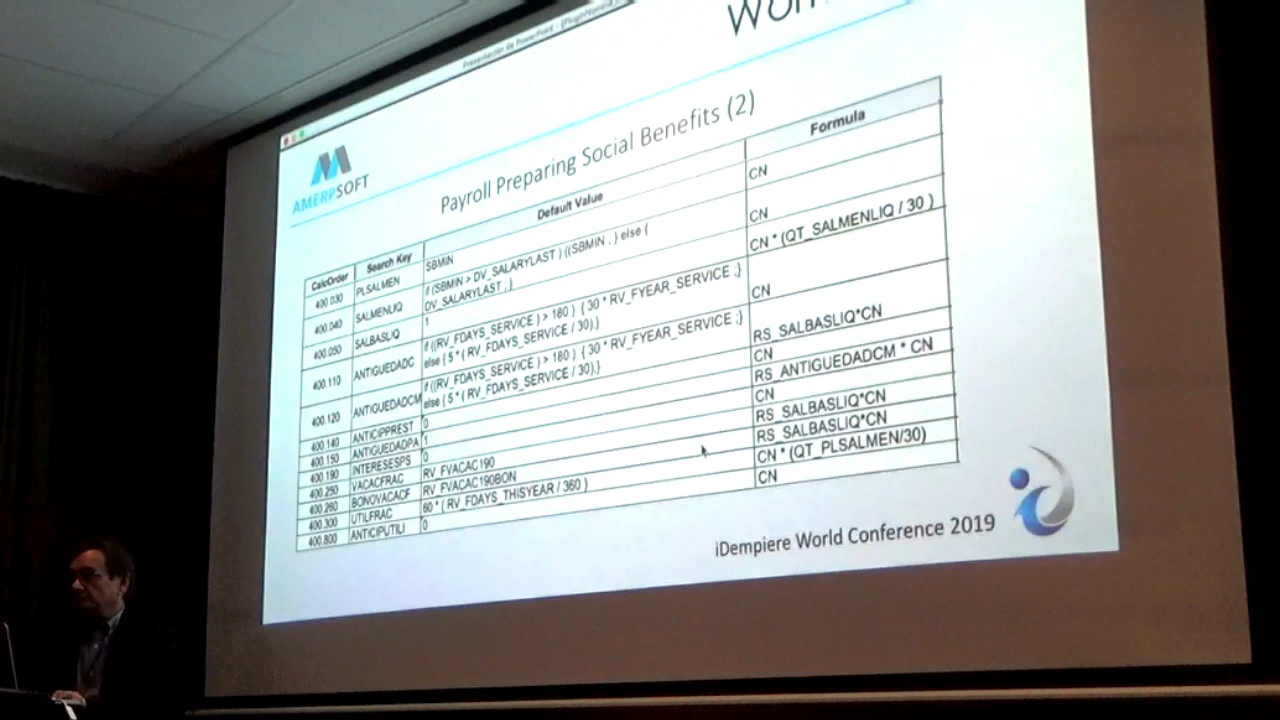 Presentación de PowerPoint - [PluginNomina
AMERPSOFT
Payroll Preparing Social Benefits (2)
CalcOrder Search Key Default Value Formula
400.030 PLSALMEN SBMIN CN
400.040 SALMENLIQ if (SBMIN > DV_SALARYLAST ) {(SBMIN , } else {
DV_SALARYLAST , } CN
400.050 SALBASLIQ 1 CN * (QT_SALMENLIQ / 30 )
400.110 ANTIGUEDADC if ((RV_FDAYS_SERVICE ) > 180 ) { 30 * RV_FYEAR_SERVICE ;}
else { 5 * ( RV_FDAYS_SERVICE / 30);} CN
400.120 ANTIGUEDADCM if ((RV_FDAYS_SERVICE ) > 180 ) { 30 * RV_FYEAR_SERVICE ;}
else { 5 * ( RV_FDAYS_SERVICE / 30);} RS_SALBASLIQ*CN
400.140 ANTICIPPREST 0 CN
400.150 ANTIGUEDADPA 1 RS_ANTIGUEDADCM * CN
400.190 INTERESESPS 0 CN
400.250 VACACFRAC RV_FVACAC190 RS_SALBASLIQ*CN
400.260 BONOVACACF RV_FVACAC190BON RS_SALBASLIQ*CN
400.300 UTILFRAC 60 * ( RV_FDAYS_THISYEAR / 360 ) CN * (QT_PLSALMEN/30)
400.800 ANTICIPUTILI 0 CN
iDempiere World Conference 2019